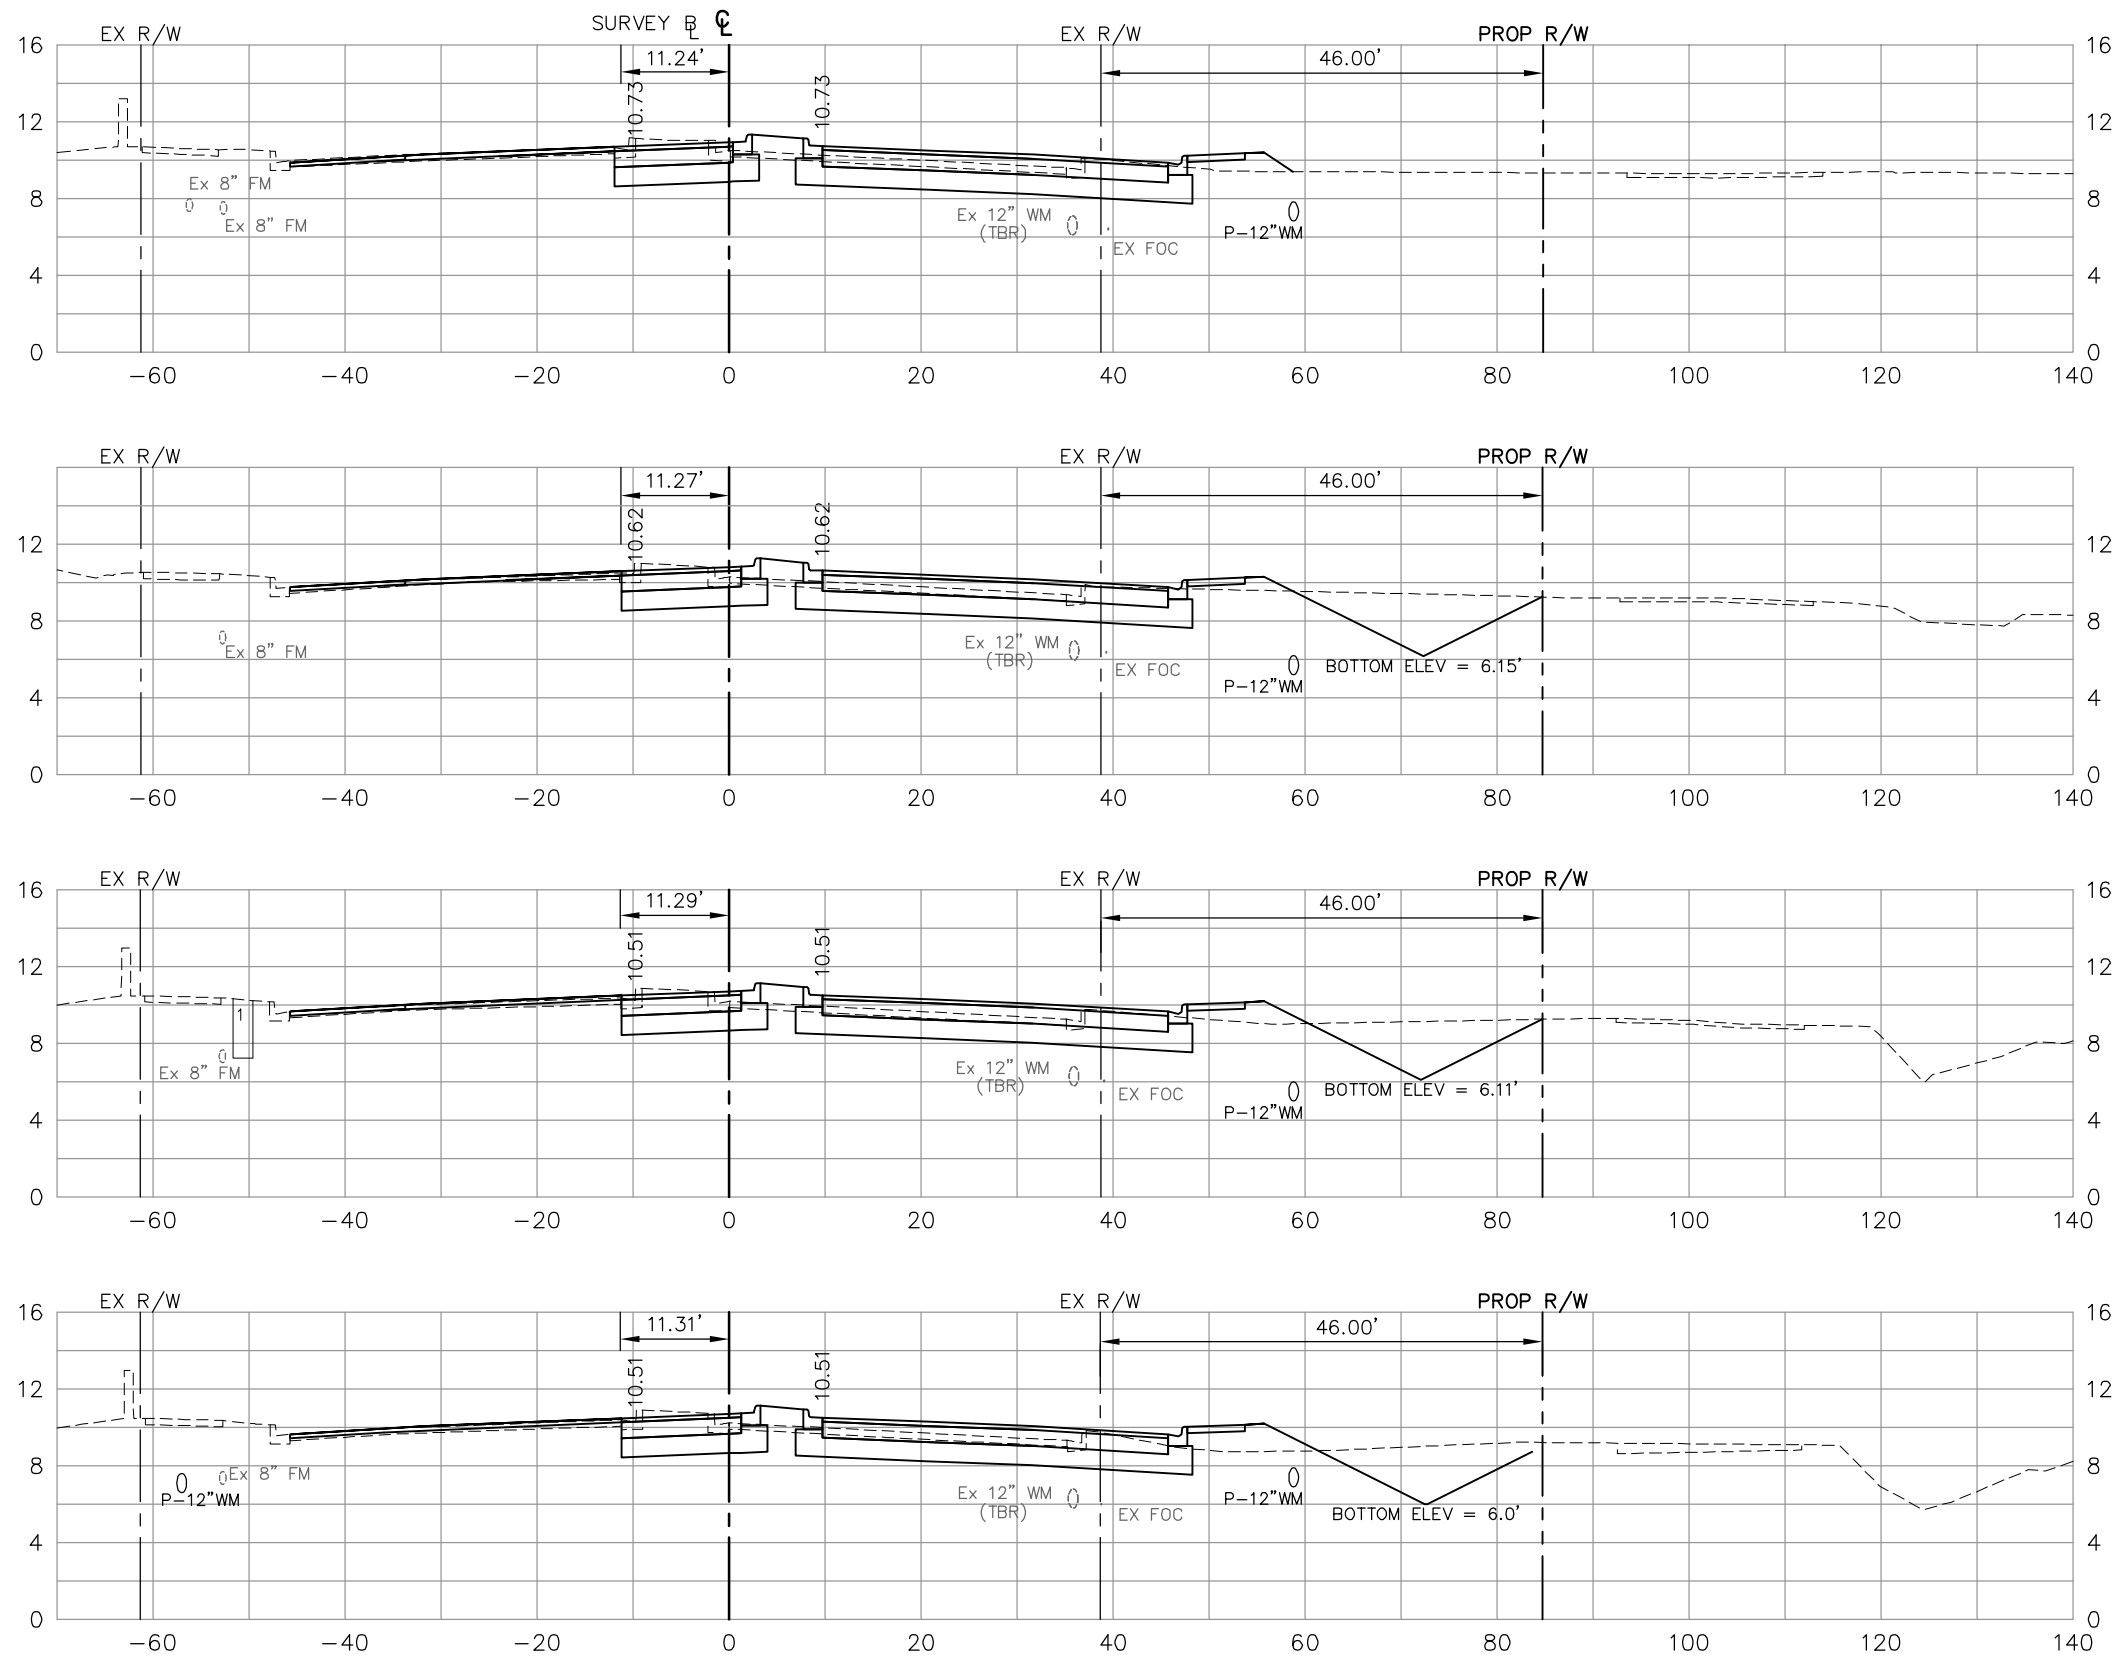 SURVEY BL CL
EX R/W EX R/W PROP R/W
16 16
11.24' 46.00'
10.73 10.73
12 12
Ex 8" FM
8 8
Ex 8" FM
Ex 12" WM
(TBR)
P-12"WM
EX FOC
4 4
0 0
-60 -40 -20 0 20 40 60 80 100 120 140
EX R/W EX R/W PROP R/W
11.27' 46.00'
10.62 10.62
12 12
8 8
Ex 8" FM
Ex 12" WM
(TBR)
EX FOC
BOTTOM ELEV = 6.15'
P-12"WM
4 4
0 0
-60 -40 -20 0 20 40 60 80 100 120 140
EX R/W EX R/W PROP R/W
16 16
11.29' 46.00'
10.51 10.51
12 12
1
8 8
Ex 8" FM
Ex 12" WM
(TBR)
EX FOC
BOTTOM ELEV = 6.11'
P-12"WM
4 4
0 0
-60 -40 -20 0 20 40 60 80 100 120 140
EX R/W EX R/W PROP R/W
16 16
11.31' 46.00'
10.51 10.51
12 12
8 8
Ex 8" FM
P-12"WM
Ex 12" WM
(TBR)
EX FOC
P-12"WM
BOTTOM ELEV = 6.0'
4 4
0 0
-60 -40 -20 0 20 40 60 80 100 120 140